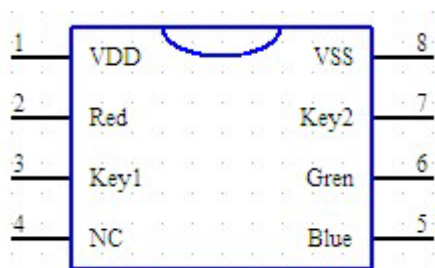 1 VDD VSS 8
2 Red Key2 7
3 Key1 Gren 6
4 NC Blue 5